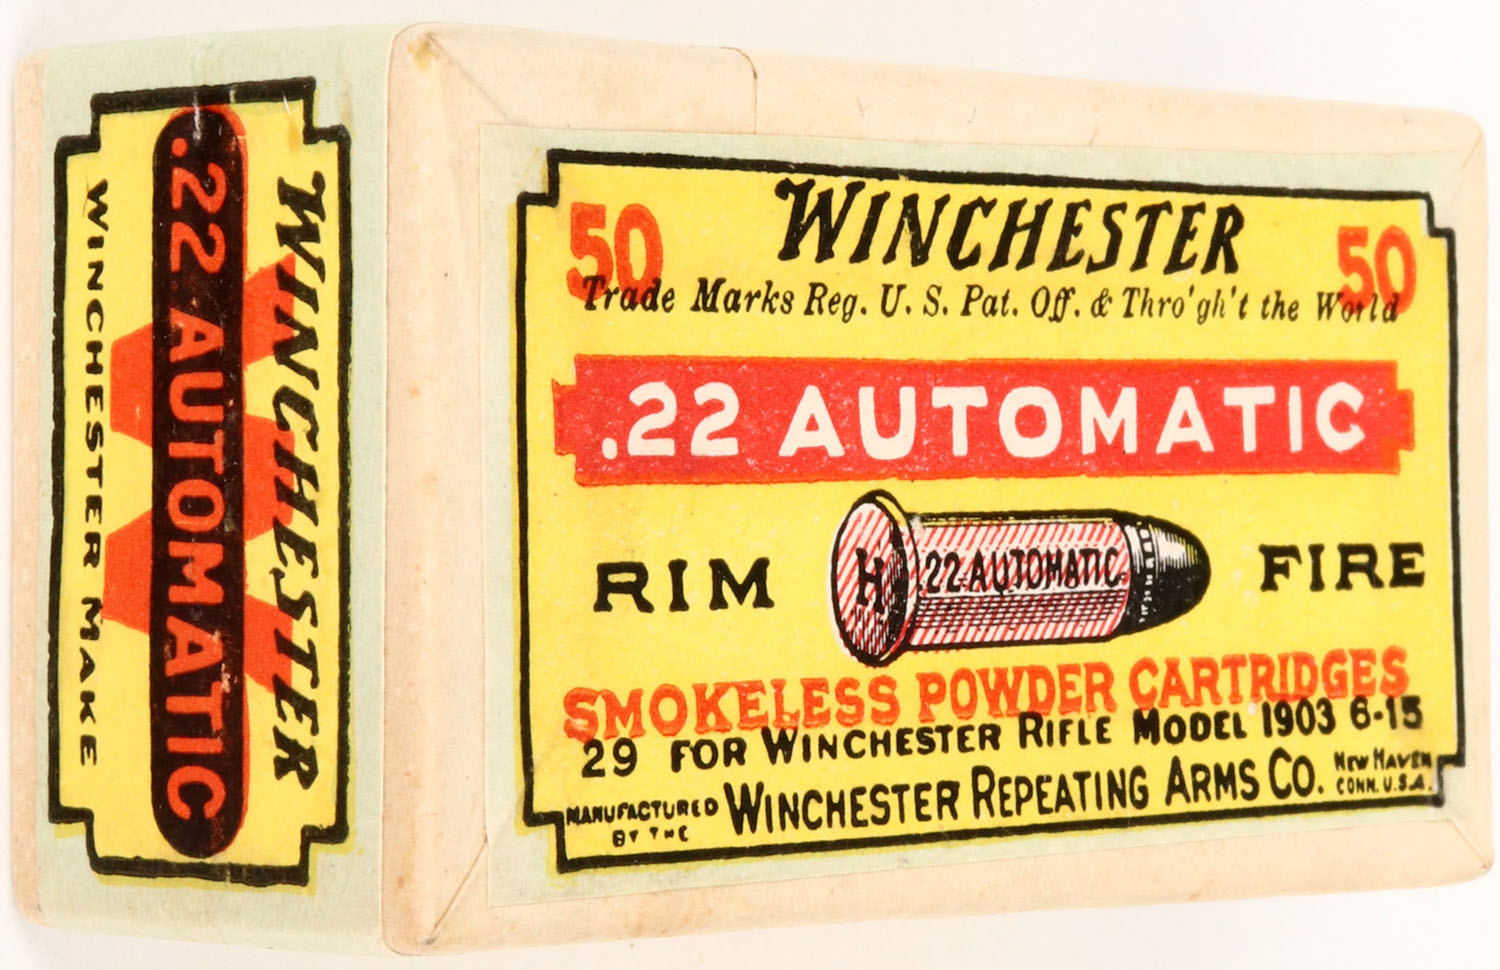 WINCHESTER
.22 AUTOMATIC
WINCHESTER MAKE
50 WINCHESTER 50
Trade Marks Reg. U. S. Pat. Off. & Thro'gh't the World
.22 AUTOMATIC
RIM FIRE
H .22 AUTOMATIC
SMOKELESS POWDER CARTRIDGES
29 FOR WINCHESTER RIFLE MODEL 1903 6-15
MANUFACTURED BY THE WINCHESTER REPEATING ARMS CO. NEW HAVEN CONN. U.S.A.